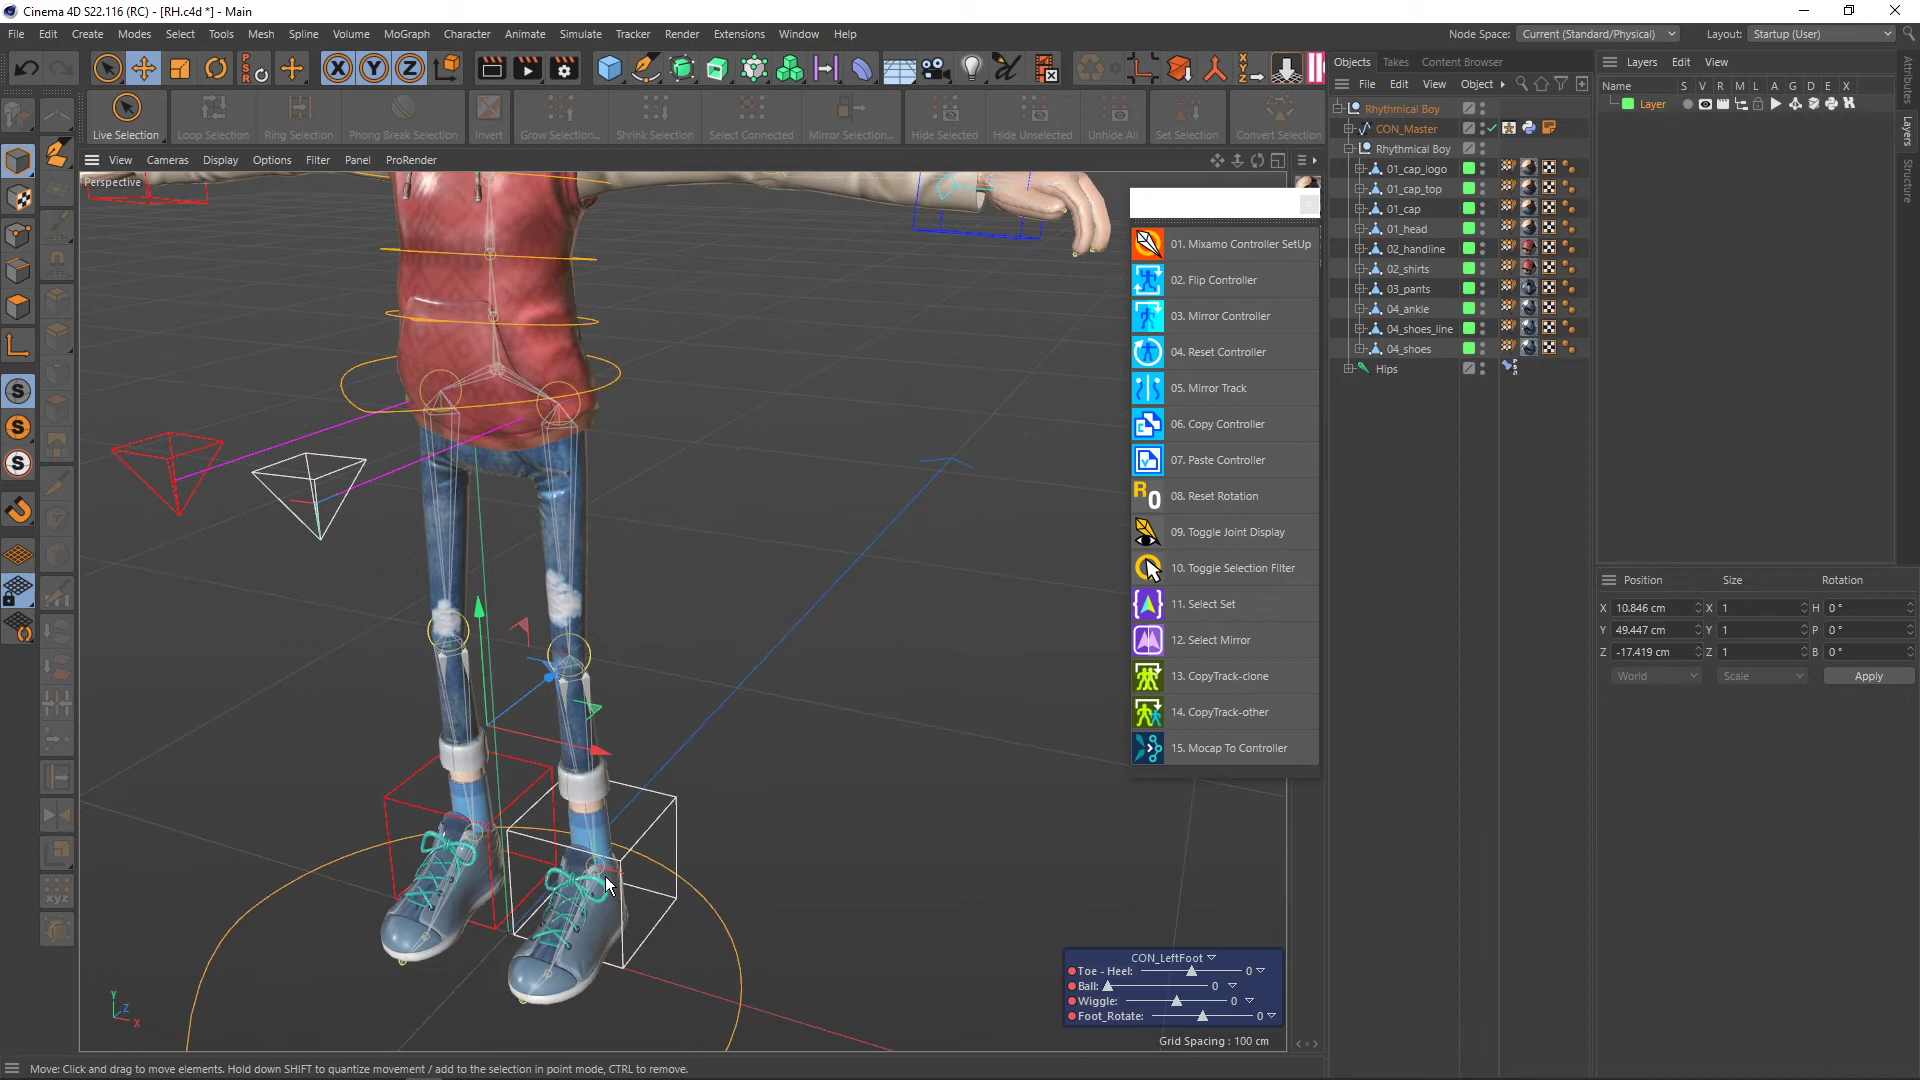 Cinema 4D S22.116 (RC) - [RH.c4d *] - Main
File Edit Create Modes Select Tools Mesh Spline Volume MoGraph Character Animate Simulate Tracker Render Extensions Window Help
Node Space: Current (Standard/Physical) Layout: Startup (User)
PSR X Y Z
Live Selection Loop Selection Ring Selection Phong Break Selection Invert Grow Selection... Shrink Selection Select Connected Mirror Selection... Hide Selected Hide Unselected Unhide All Set Selection Convert Selection
View Cameras Display Options Filter Panel ProRender
Perspective
01. Mixamo Controller SetUp
02. Flip Controller
03. Mirror Controller
04. Reset Controller
05. Mirror Track
06. Copy Controller
07. Paste Controller
R0 08. Reset Rotation
09. Toggle Joint Display
10. Toggle Selection Filter
11. Select Set
12. Select Mirror
13. CopyTrack-clone
14. CopyTrack-other
15. Mocap To Controller
S
S
S
xyz
Y
Z
X
CON_LeftFoot
Toe - Heel: 0
Ball: 0
Wiggle: 0
Foot_Rotate: 0
Grid Spacing : 100 cm
Move: Click and drag to move elements. Hold down SHIFT to quantize movement / add to the selection in point mode, CTRL to remove.
Objects Takes Content Browser
File Edit View Object
Rhythmical Boy
CON_Master
Rhythmical Boy
01_cap_logo
01_cap_top
01_cap
01_head
02_handline
02_shirts
03_pants
04_ankle
04_shoes_line
04_shoes
Hips
Layers Edit View
Name S V R M L A G D E X
Layer
Attributes
Layers
Structure
Position Size Rotation
X 10.846 cm X 1 H 0 °
Y 49.447 cm Y 1 P 0 °
Z -17.419 cm Z 1 B 0 °
World Scale Apply